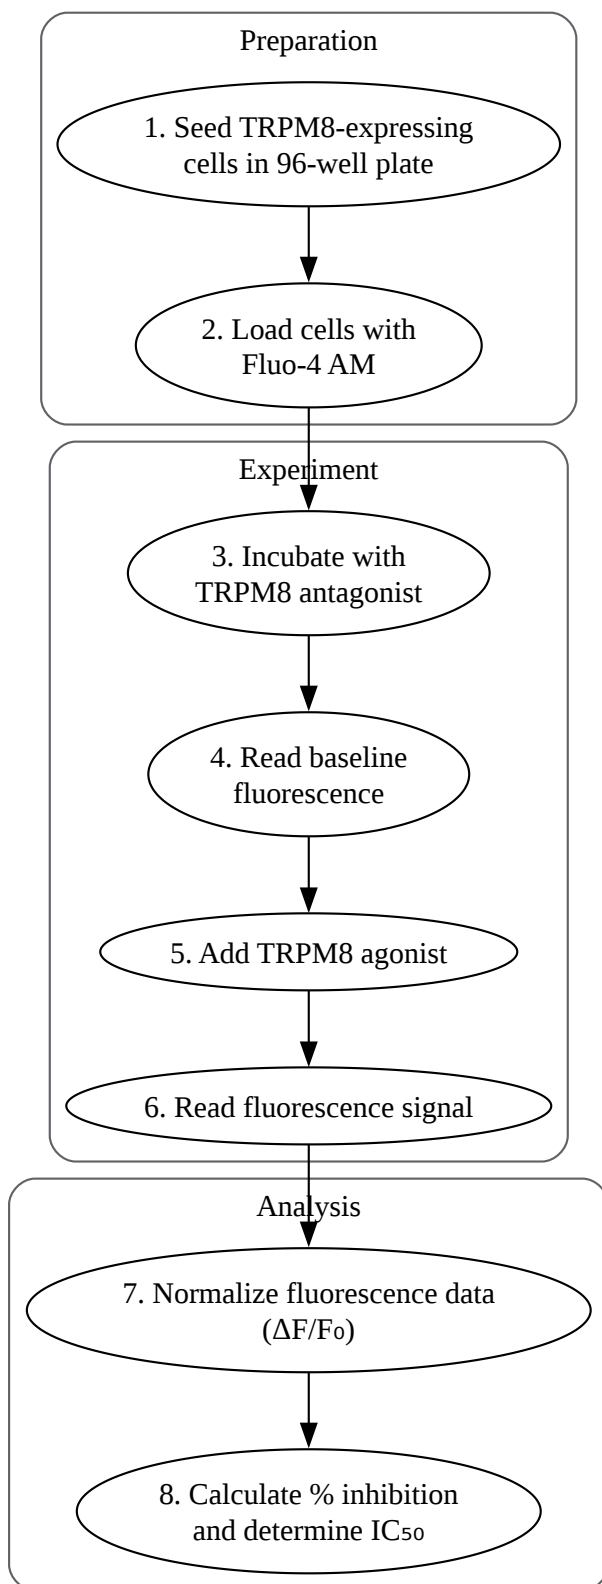 Preparation
1. Seed TRPM8-expressing
cells in 96-well plate
2. Load cells with
Fluo-4 AM
Experiment
3. Incubate with
TRPM8 antagonist
4. Read baseline
fluorescence
5. Add TRPM8 agonist
6. Read fluorescence signal
Analysis
7. Normalize fluorescence data
(ΔF/F₀)
8. Calculate % inhibition
and determine IC₅₀